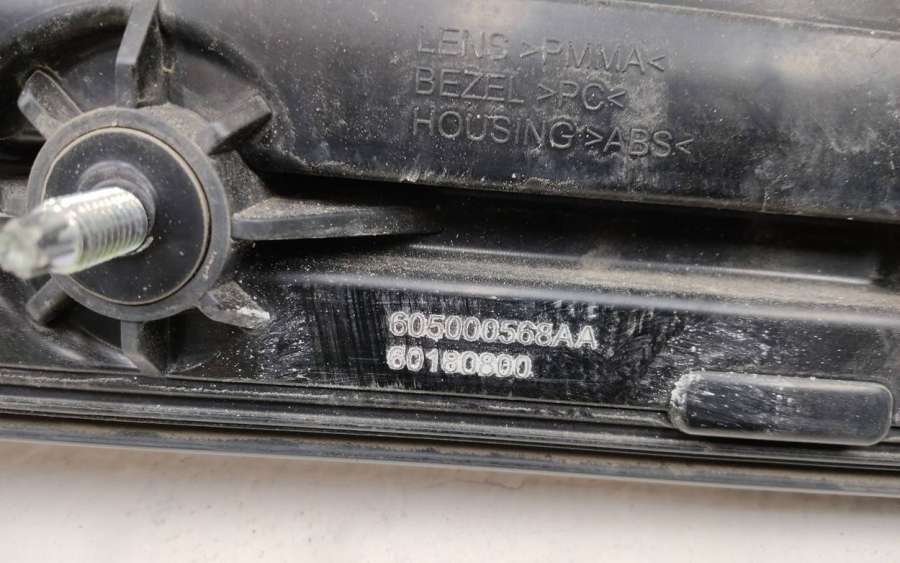 LENS >PMMA<
BEZEL >PC<
HOUSING >ABS<
605000568AA
60180800